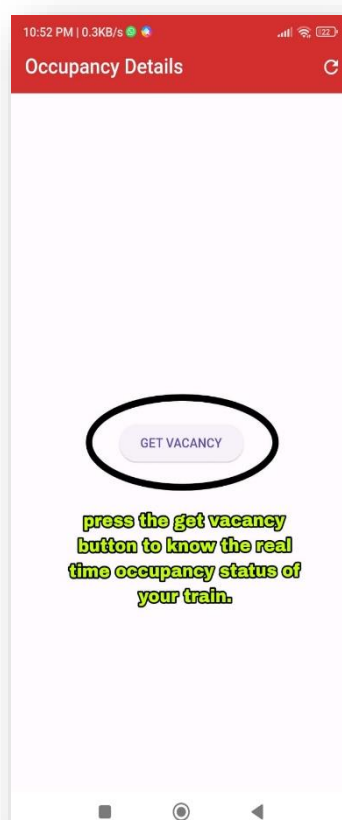 10:52 PM | 0.3KB/s
22
Occupancy Details
GET VACANCY
press the get vacancy
button to know the real
time occupancy status of
your train.